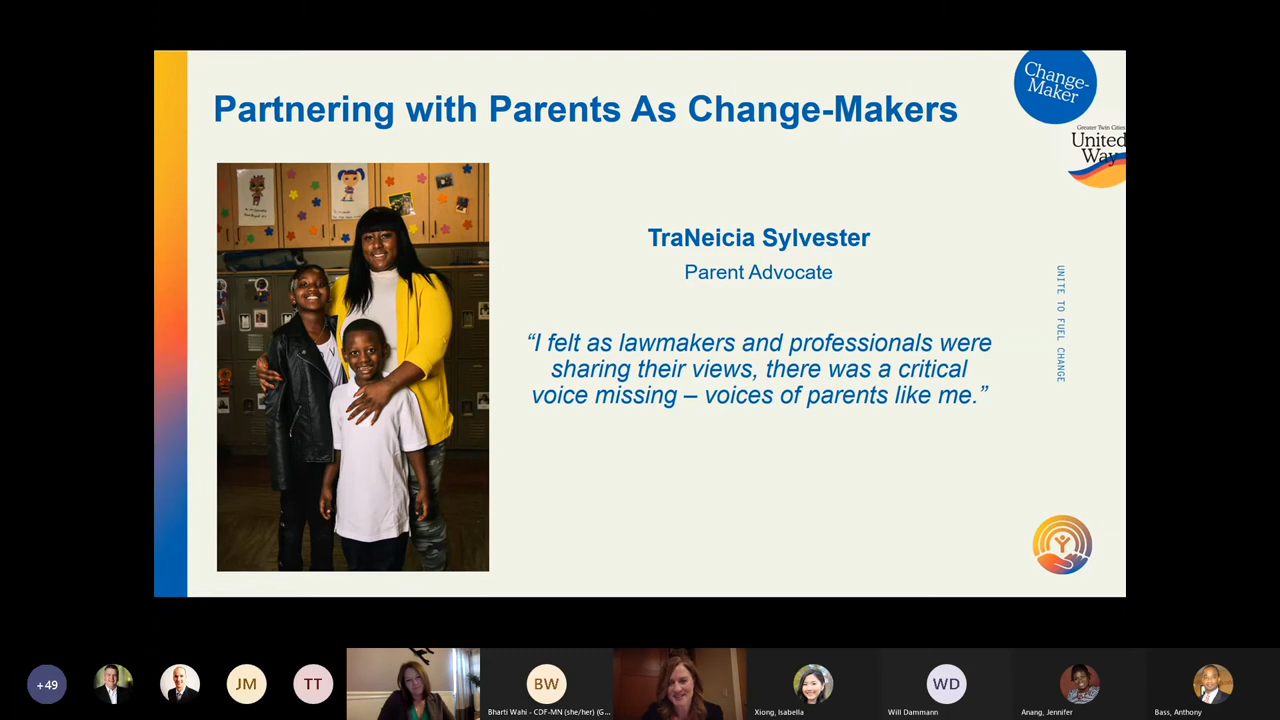 Partnering with Parents As Change-Makers
Change-
Maker
Greater Twin Cities
United
Way
TraNeicia Sylvester
Parent Advocate
“I felt as lawmakers and professionals were
sharing their views, there was a critical
voice missing – voices of parents like me.”
UNITE TO FUEL CHANGE
+49
JM
TT
BW
Bharti Wahi - CDF-MN (she/her) (G...
Xiong, Isabella
WD
Will Dammann
Anang, Jennifer
Bass, Anthony